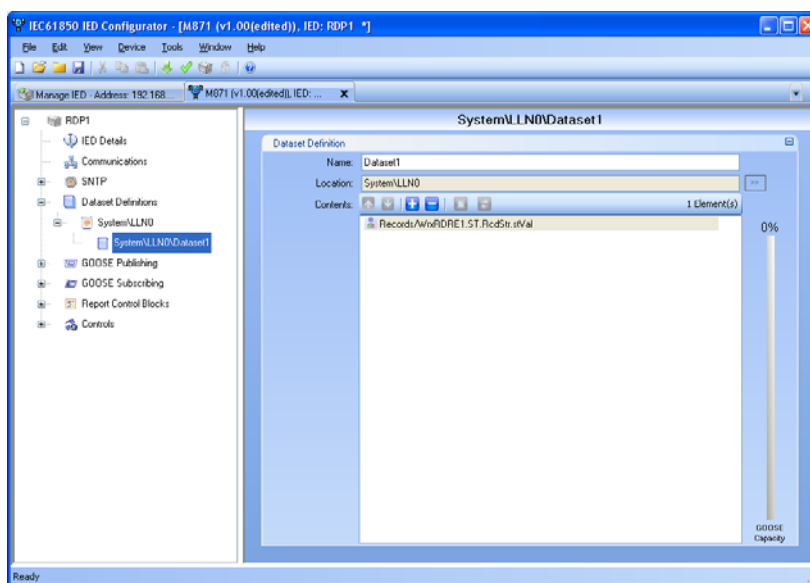 IEC61850 IED Configurator - [M871 (v1.00(edited)), IED: RDP1 *]
File Edit View Device Tools Window Help
Manage IED - Address: 192.168.... M871 (v1.00(edited)), IED: ... X
RDP1
IED Details
Communications
SNTP
Dataset Definitions
System\LLN0
System\LLN0\Dataset1
GOOSE Publishing
GOOSE Subscribing
Report Control Blocks
Controls
System\LLN0\Dataset1
Dataset Definition
Name: Dataset1
Location: System\LLN0 >>
Contents: 1 Element(s)
Records/WrxRDRE1.ST.RcdStr.stVal
0%
GOOSE
Capacity
Ready